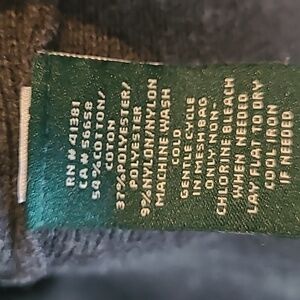 RN# 41381
CA# 56658
54% COTTON/
COTON
37% POLYESTER/
POLYESTER
9% NYLON/NYLON
MACHINE WASH
COLD
GENTLE CYCLE
IN MESH BAG
ONLY NON-
CHLORINE BLEACH
WHEN NEEDED
LAY FLAT TO DRY
COOL IRON
IF NEEDED